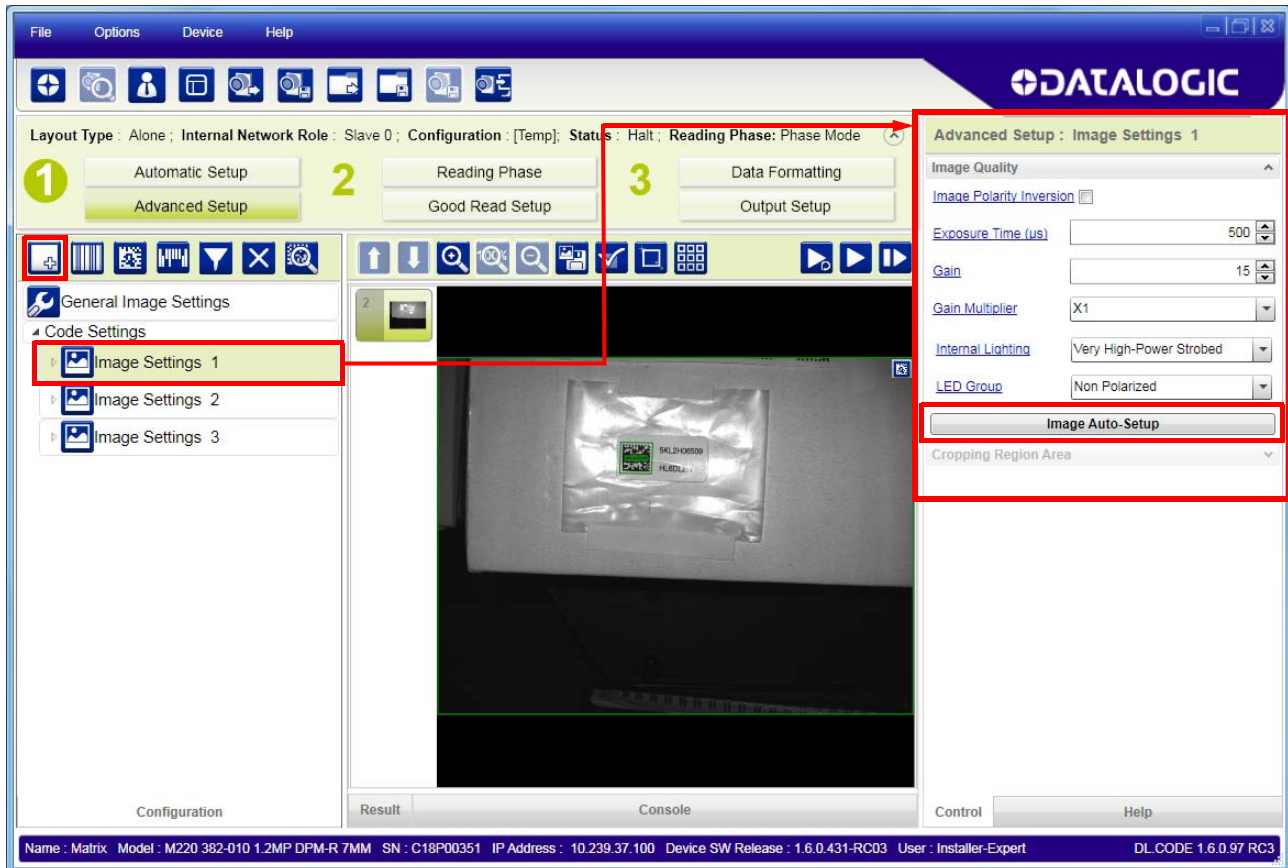 File Options Device Help
DATALOGIC
Layout Type : Alone ; Internal Network Role : Slave 0 ; Configuration : [Temp]; Status : Halt ; Reading Phase: Phase Mode
1 Automatic Setup 2 Reading Phase 3 Data Formatting
Advanced Setup Good Read Setup Output Setup
Advanced Setup : Image Settings 1
Image Quality
Image Polarity Inversion
Exposure Time (µs) 500
Gain 15
Gain Multiplier X1
Internal Lighting Very High-Power Strobed
LED Group Non Polarized
Image Auto-Setup
Cropping Region Area
100%
General Image Settings
Code Settings
Image Settings 1
Image Settings 2
Image Settings 3
2
5KL2H06509
Configuration
Result Console
Control Help
Name : Matrix Model : M220 382-010 1.2MP DPM-R 7MM SN : C18P00351 IP Address : 10.239.37.100 Device SW Release : 1.6.0.431-RC03 User : Installer-Expert DL.CODE 1.6.0.97 RC3